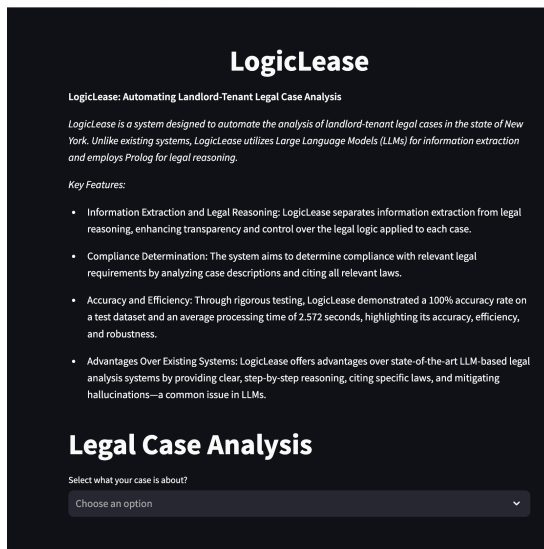 LogicLease
LogicLease: Automating Landlord-Tenant Legal Case Analysis
LogicLease is a system designed to automate the analysis of landlord-tenant legal cases in the state of New
York. Unlike existing systems, LogicLease utilizes Large Language Models (LLMs) for information extraction
and employs Prolog for legal reasoning.
Key Features:
• Information Extraction and Legal Reasoning: LogicLease separates information extraction from legal
reasoning, enhancing transparency and control over the legal logic applied to each case.
• Compliance Determination: The system aims to determine compliance with relevant legal
requirements by analyzing case descriptions and citing all relevant laws.
• Accuracy and Efficiency: Through rigorous testing, LogicLease demonstrated a 100% accuracy rate on
a test dataset and an average processing time of 2.572 seconds, highlighting its accuracy, efficiency,
and robustness.
• Advantages Over Existing Systems: LogicLease offers advantages over state-of-the-art LLM-based legal
analysis systems by providing clear, step-by-step reasoning, citing specific laws, and mitigating
hallucinations—a common issue in LLMs.
Legal Case Analysis
Select what your case is about?
Choose an option